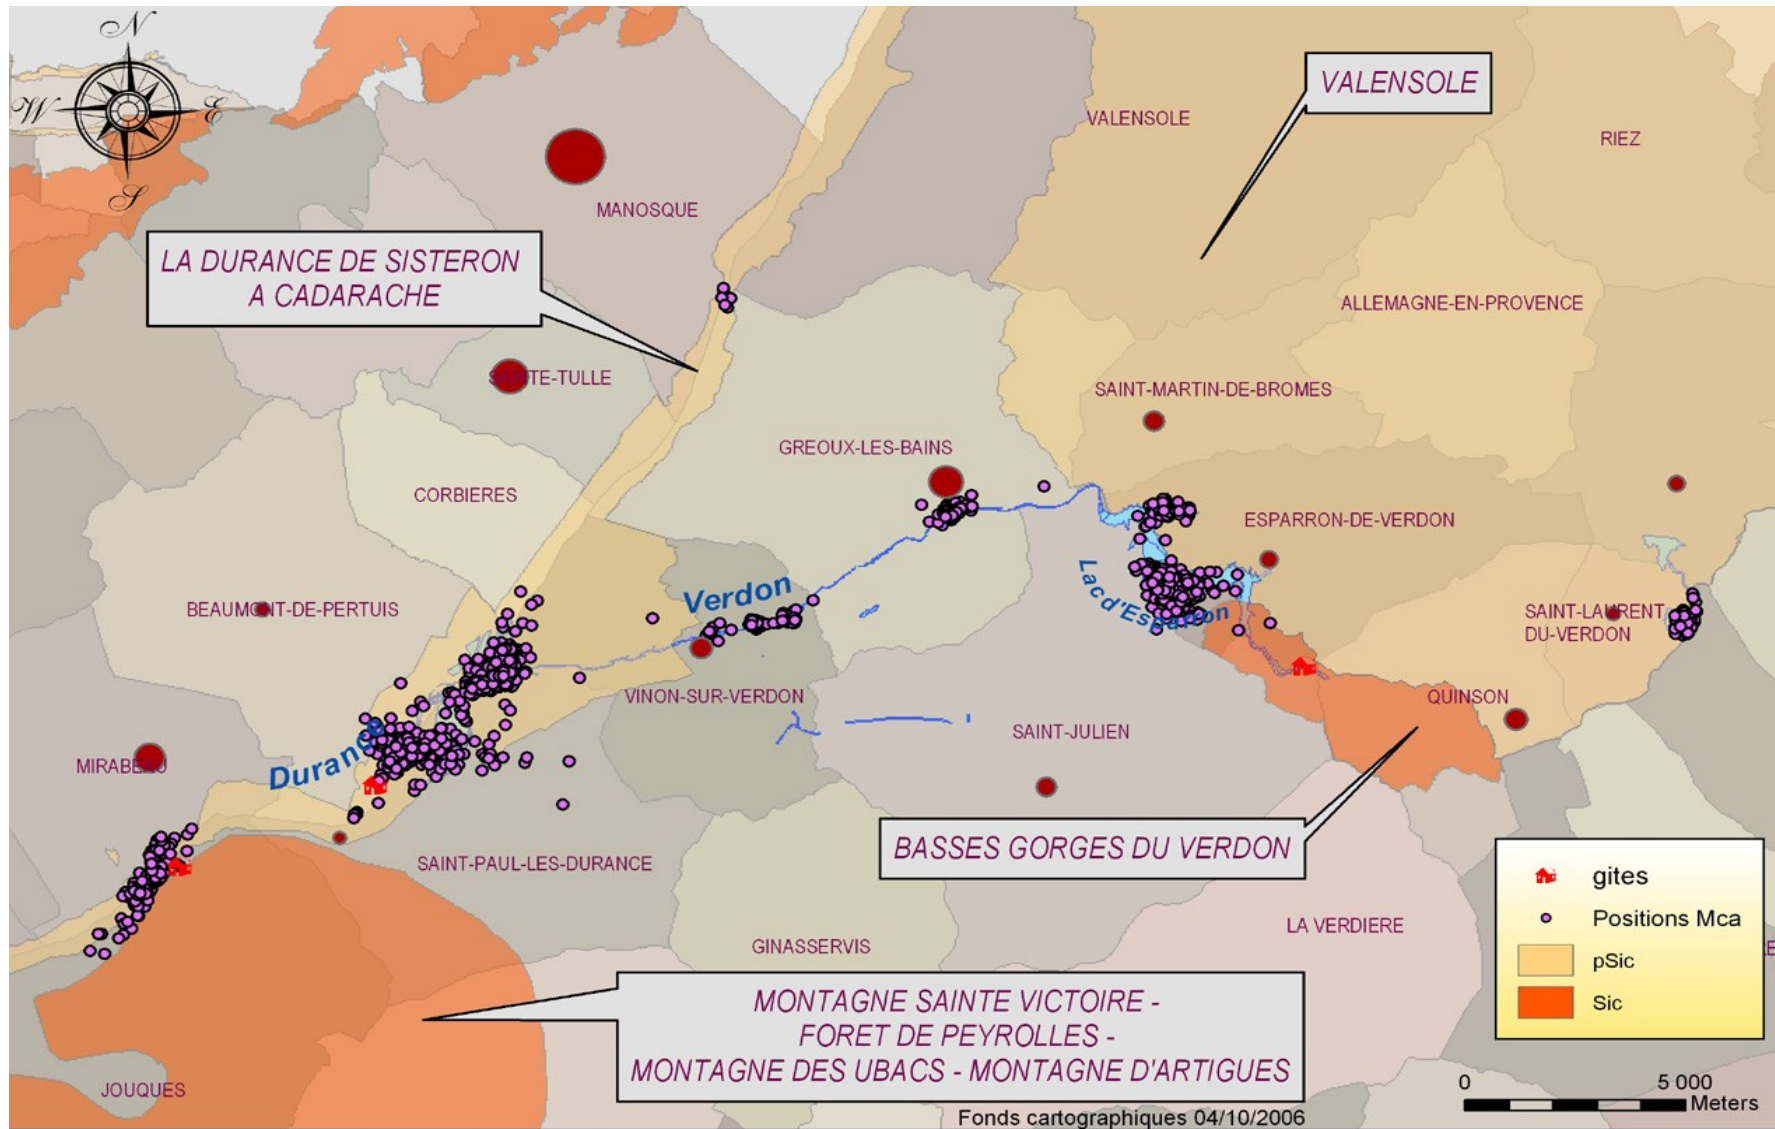 N
W
E
S
VALENSOLE
VALENSOLE
RIEZ
MANOSQUE
LA DURANCE DE SISTERON
A CADARACHE
ALLEMAGNE-EN-PROVENCE
SAINTE-TULLE
SAINT-MARTIN-DE-BROMES
GREOUX-LES-BAINS
CORBIERES
ESPARRON-DE-VERDON
Verdon
Lac d'Esparron
BEAUMONT-DE-PERTUIS
SAINT-LAURENT
DU-VERDON
VINON-SUR-VERDON
QUINSON
SAINT-JULIEN
Durance
MIRABEAU
BASSES GORGES DU VERDON
SAINT-PAUL-LES-DURANCE
gites
Positions Mca
pSic
Sic
LA VERDIERE
GINASSERVIS
MONTAGNE SAINTE VICTOIRE -
FORET DE PEYROLLES -
MONTAGNE DES UBACS - MONTAGNE D'ARTIGUES
JOUQUES
0 5 000
Meters
Fonds cartographiques 04/10/2006